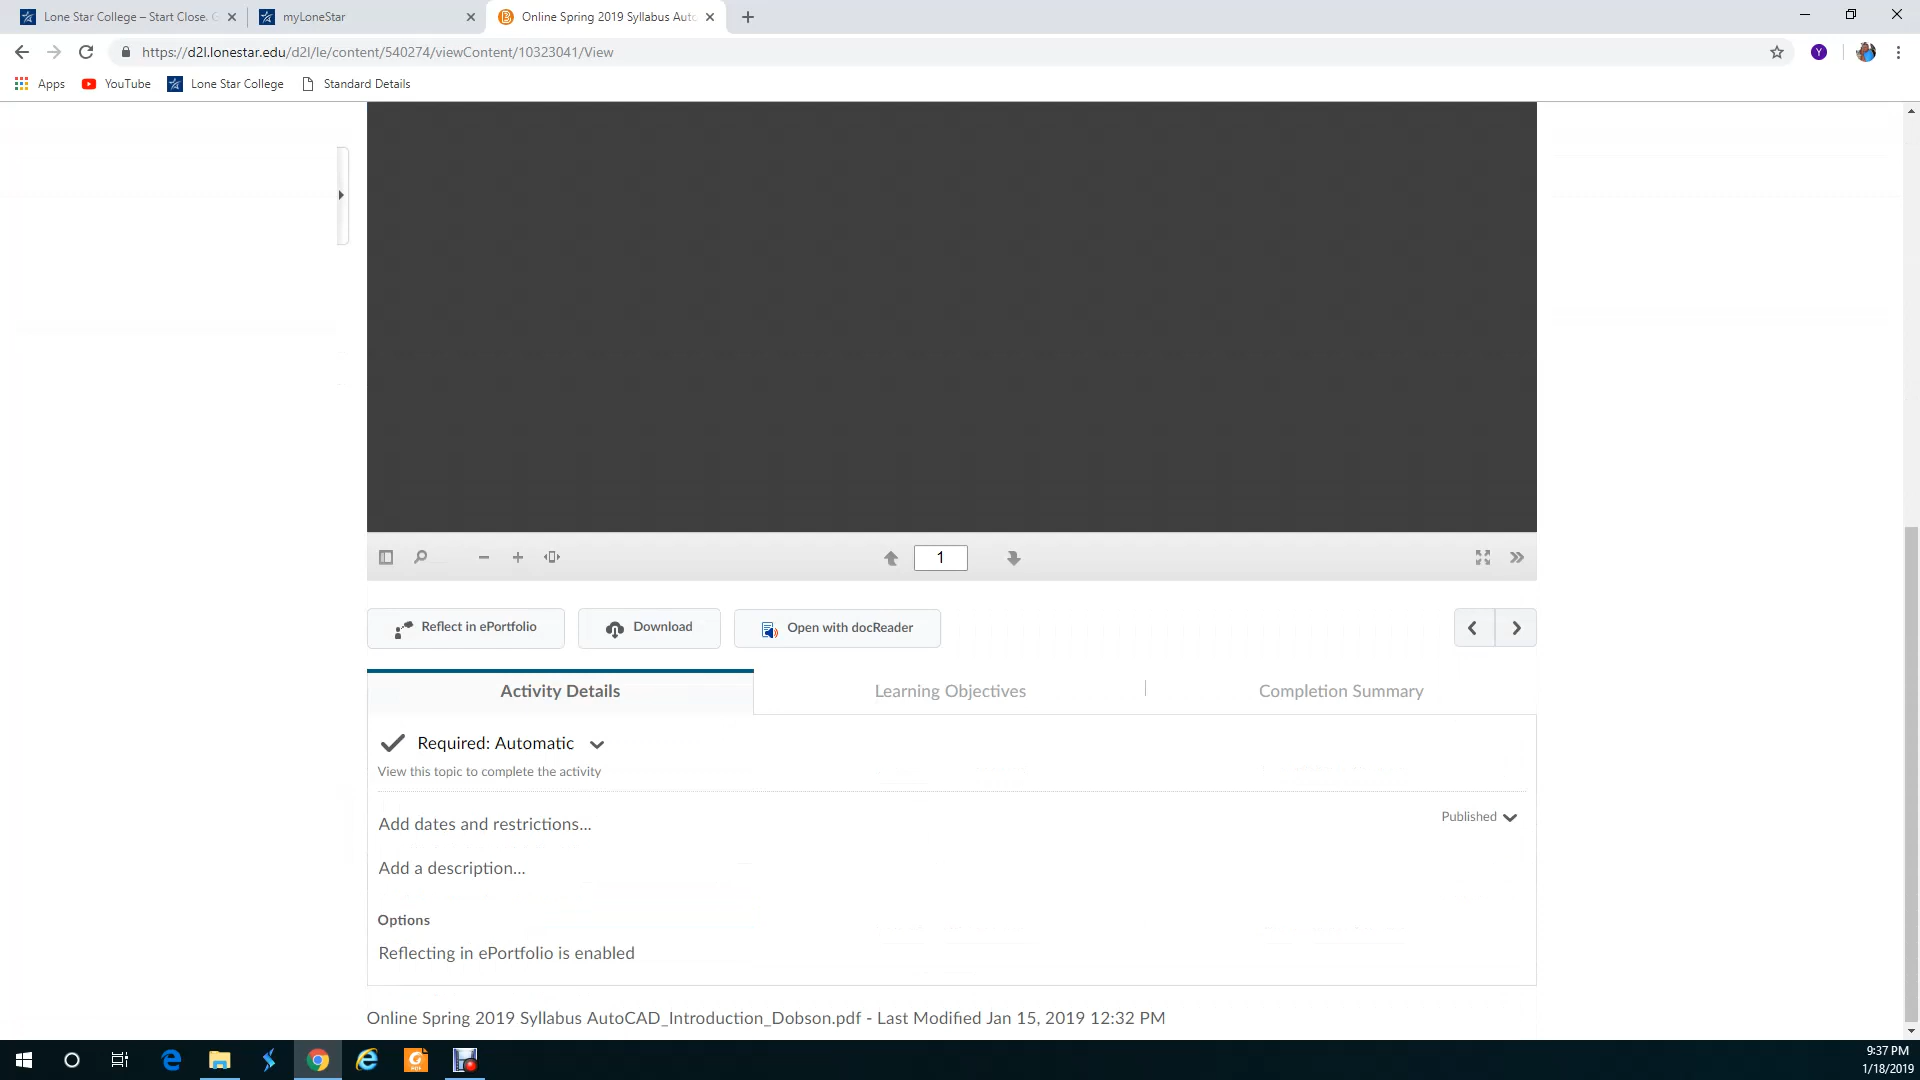 Lone Star College – Start Close. G
myLoneStar
Online Spring 2019 Syllabus Auto
https://d2l.lonestar.edu/d2l/le/content/540274/viewContent/10323041/View
Y
Apps
YouTube
Lone Star College
Standard Details
1
Reflect in ePortfolio
Download
Open with docReader
Activity Details
Learning Objectives
Completion Summary
Required: Automatic
View this topic to complete the activity
Add dates and restrictions...
Published
Add a description...
Options
Reflecting in ePortfolio is enabled
Online Spring 2019 Syllabus AutoCAD_Introduction_Dobson.pdf - Last Modified Jan 15, 2019 12:32 PM
9:37 PM
1/18/2019